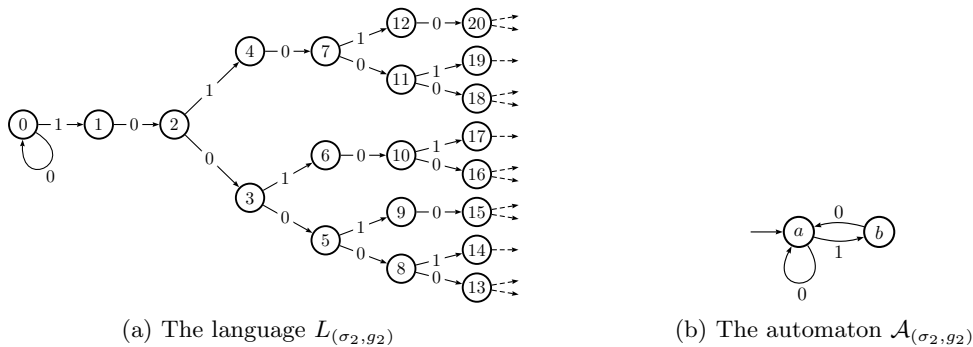 12 0 20
4 0 7 1 19
1 0 11 1
0 18
0 1 1 0 2
0 17
0 6 0 10 1
1 0 16
3
0 9 0 15
5 1
0 14
8 1
0 13
a 0 b
1
0
(a) The language L(σ2,g2)
(b) The automaton A(σ2,g2)